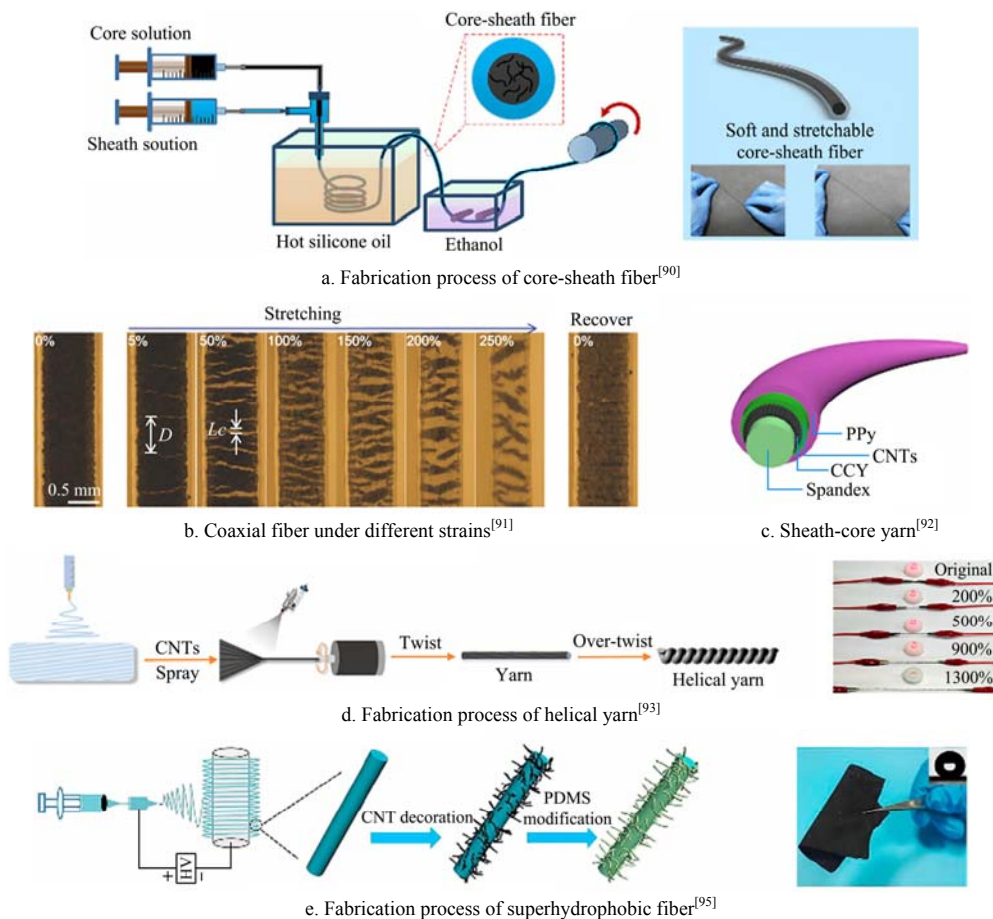 Core solution
Sheath soution
Core-sheath fiber
Hot silicone oil
Ethanol
Soft and stretchable
core-sheath fiber
a. Fabrication process of core-sheath fiber[90]
Stretching
Recover
0%
5%
50%
100%
150%
200%
250%
0%
D
Lc
0.5 mm
b. Coaxial fiber under different strains[91]
PPy
CNTs
CCY
Spandex
c. Sheath-core yarn[92]
CNTs
Spray
Twist
Yarn
Over-twist
Helical yarn
Original
200%
500%
900%
1300%
d. Fabrication process of helical yarn[93]
+ HV −
CNT decoration
PDMS
modification
e. Fabrication process of superhydrophobic fiber[95]